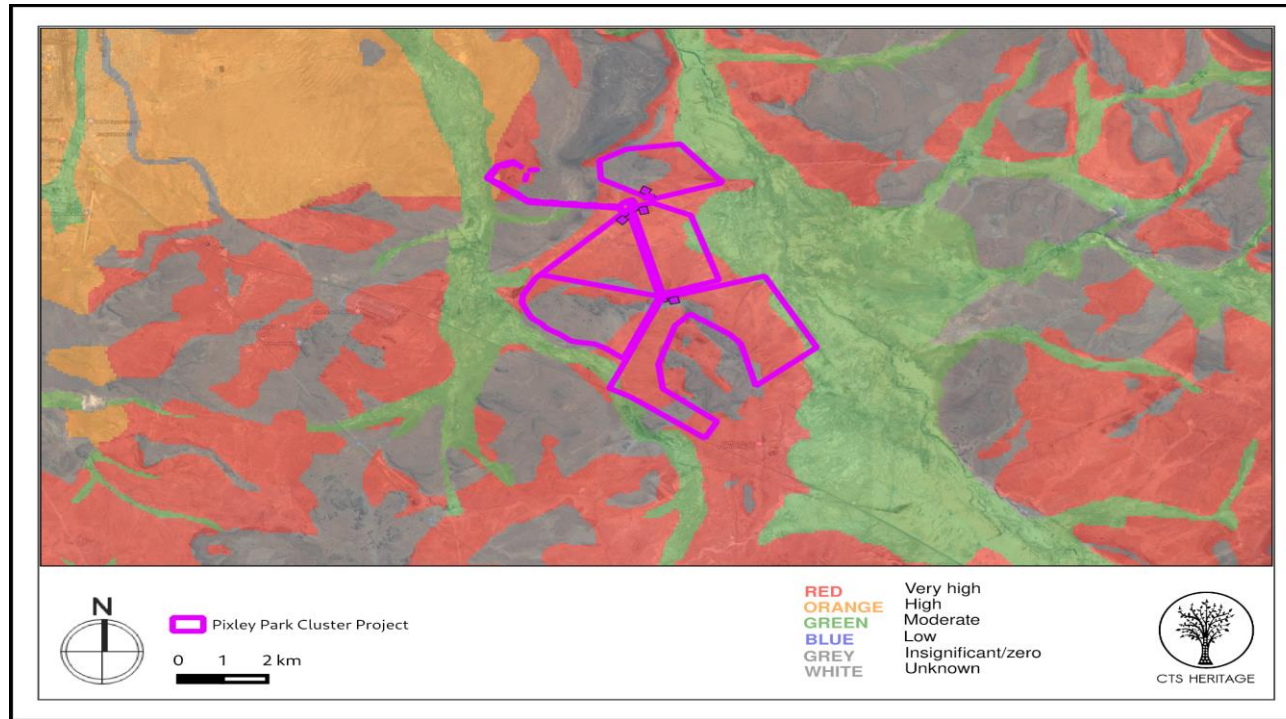 N
Pixley Park Cluster Project
0 1 2 km
RED Very high
ORANGE High
GREEN Moderate
BLUE Low
GREY Insignificant/zero
WHITE Unknown
CTS HERITAGE